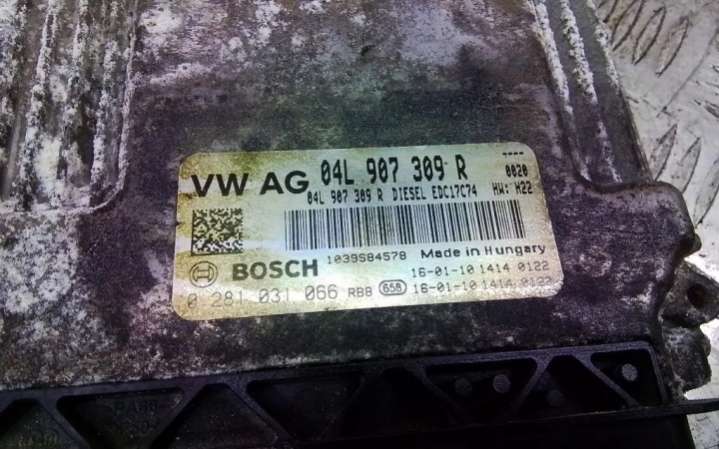 VW AG 04L 907 309 R
----
0020
04L 907 309 R DIESEL EDC17C74 HW: H22
1039S84578 Made in Hungary
BOSCH 16-01-10 1414 0122
0 281 031 066 RBB 658 16-01-10 1414 0122